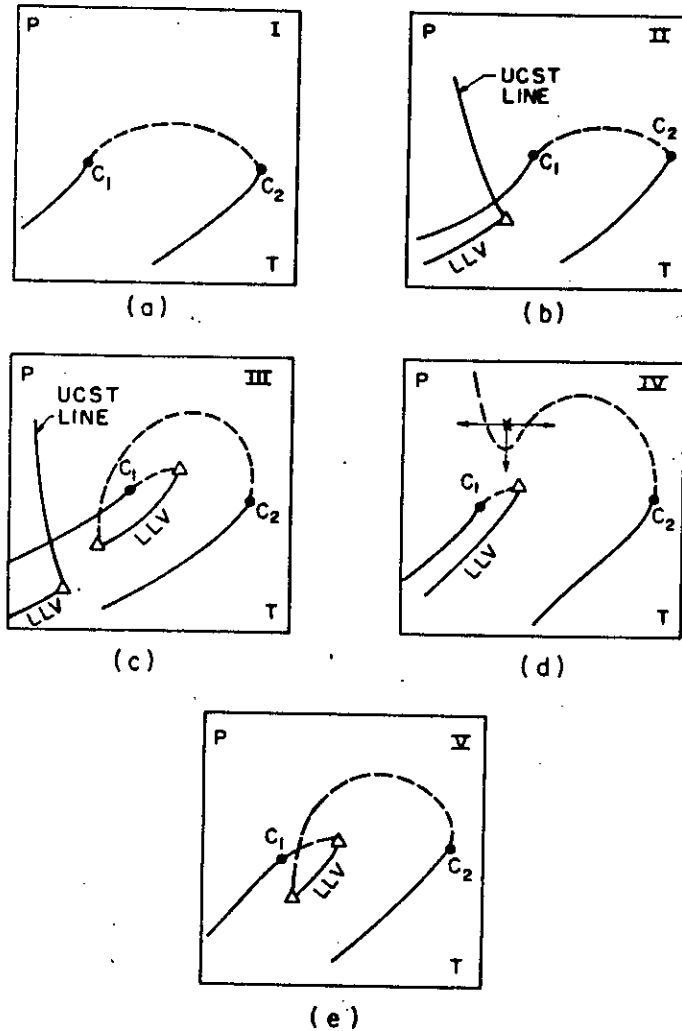 P I
C1
C2
T
(a)
P II
UCST
LINE
C2
C1
LLV
T
(b)
P III
UCST
LINE
C1
LLV
C2
LLV
T
(c)
P IV
C1
C2
LLV
T
(d)
P V
C1
C2
LLV
T
(e)